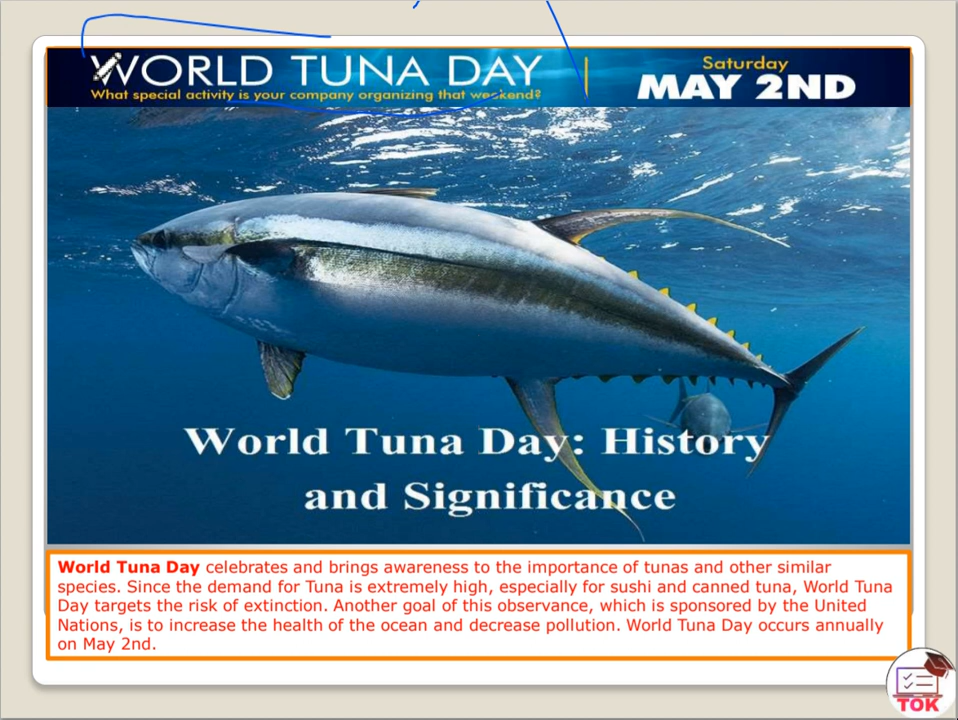 WORLD TUNA DAY
What special activity is your company organizing that weekend?
Saturday
MAY 2ND
World Tuna Day: History
and Significance
World Tuna Day celebrates and brings awareness to the importance of tunas and other similar
species. Since the demand for Tuna is extremely high, especially for sushi and canned tuna, World Tuna
Day targets the risk of extinction. Another goal of this observance, which is sponsored by the United
Nations, is to increase the health of the ocean and decrease pollution. World Tuna Day occurs annually
on May 2nd.
TOK